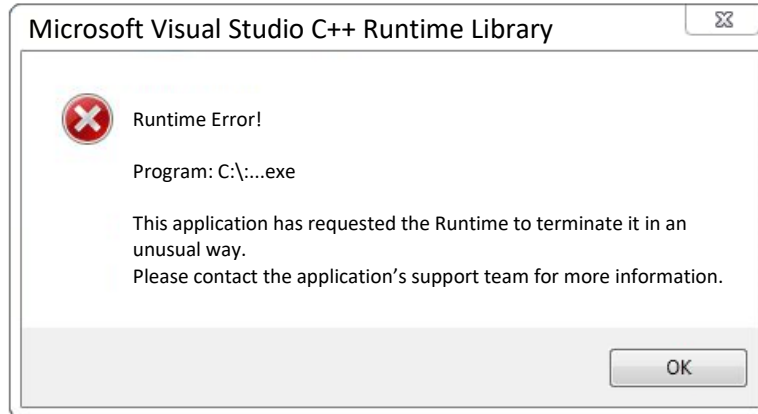 Microsoft Visual Studio C++ Runtime Library
Runtime Error!
Program: C:\:...exe
This application has requested the Runtime to terminate it in an
unusual way.
Please contact the application’s support team for more information.
OK